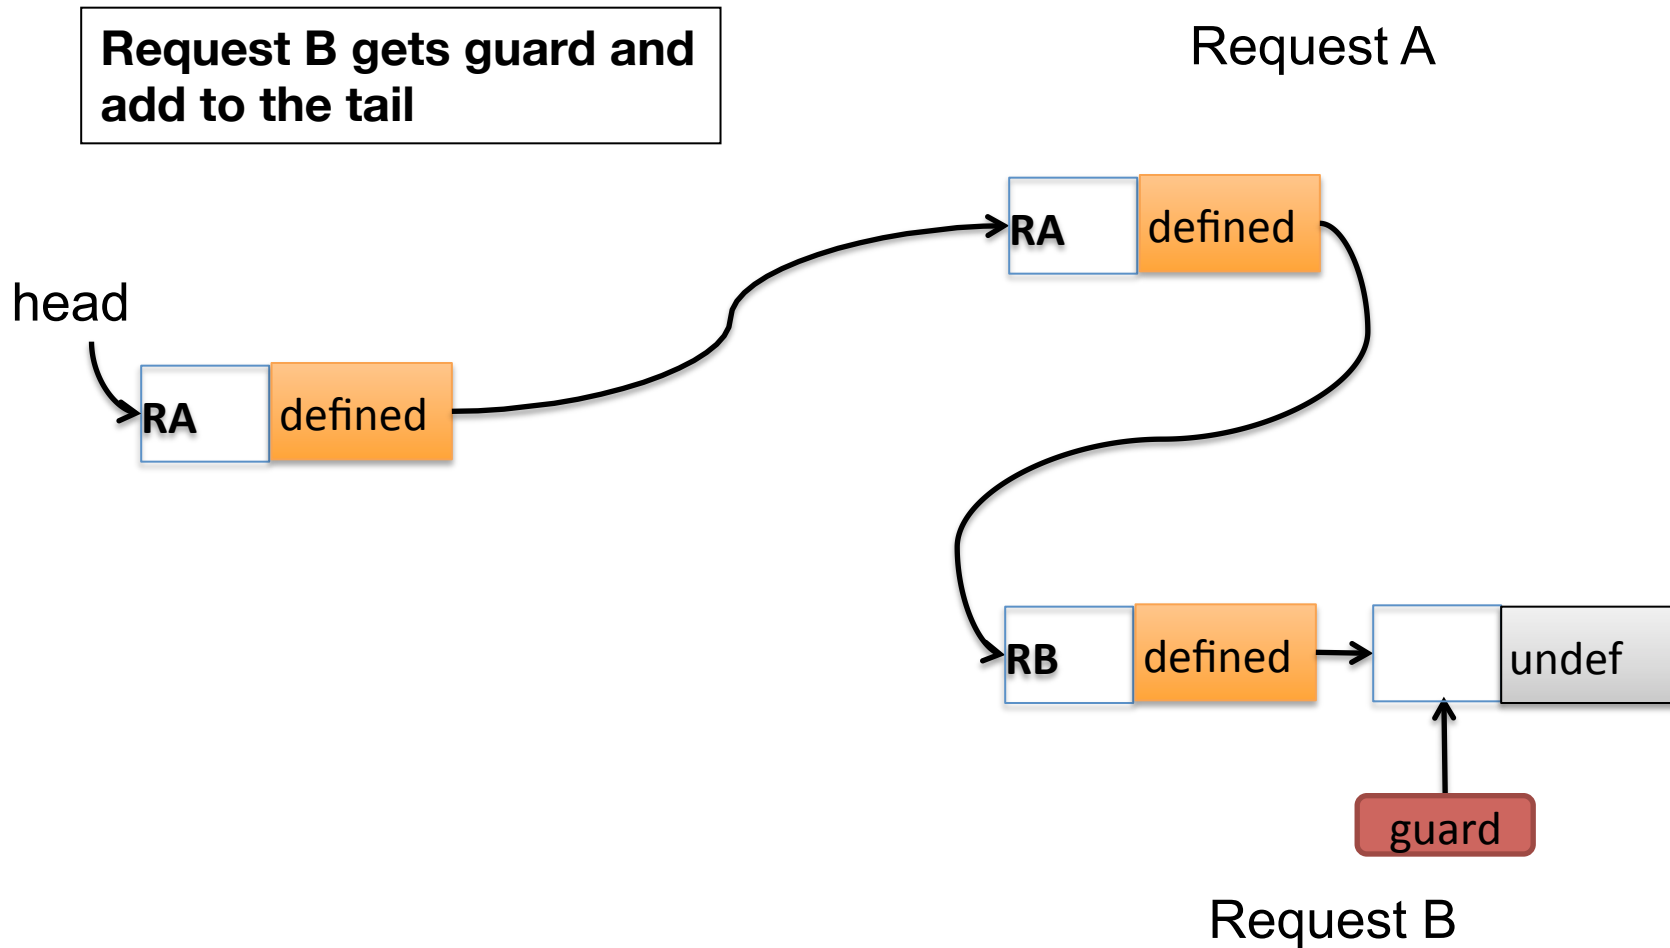 Request B gets guard and
add to the tail
Request A
RA defined
head
RA defined
RB defined
undef
guard
Request B